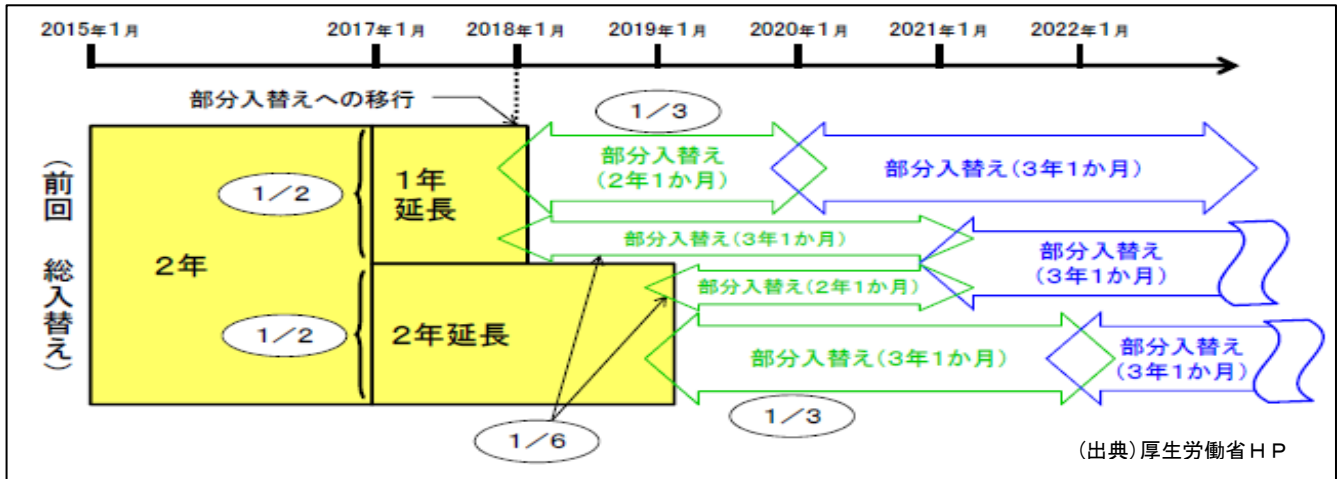 2015年1月
2017年1月
2018年1月
2019年1月
2020年1月
2021年1月
2022年1月
部分入替えへの移行
1／3
(前回 総入替え)
2年
1／2
1年
延長
部分入替え
(2年1か月)
部分入替え(3年1か月)
部分入替え(3年1か月)
部分入替え
(3年1か月)
1／2
2年延長
部分入替え(2年1か月)
部分入替え(3年1か月)
部分入替え
(3年1か月)
1／6
1／3
(出典)厚生労働省ＨＰ